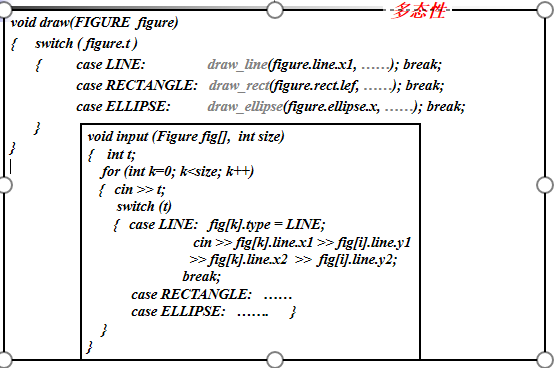 多态性
void draw(FIGURE figure)
{ switch ( figure.t )
{ case LINE: draw_line(figure.line.x1, ……); break;
case RECTANGLE: draw_rect(figure.rect.lef, ……); break;
case ELLIPSE: draw_ellipse(figure.ellipse.x, ……); break;
}
}
void input (Figure fig[], int size)
{ int t;
for (int k=0; k<size; k++)
{ cin >> t;
switch (t)
{ case LINE: fig[k].type = LINE;
cin >> fig[k].line.x1 >> fig[i].line.y1
>> fig[k].line.x2 >> fig[i].line.y2;
break;
case RECTANGLE: ……
case ELLIPSE: ……. }
}
}